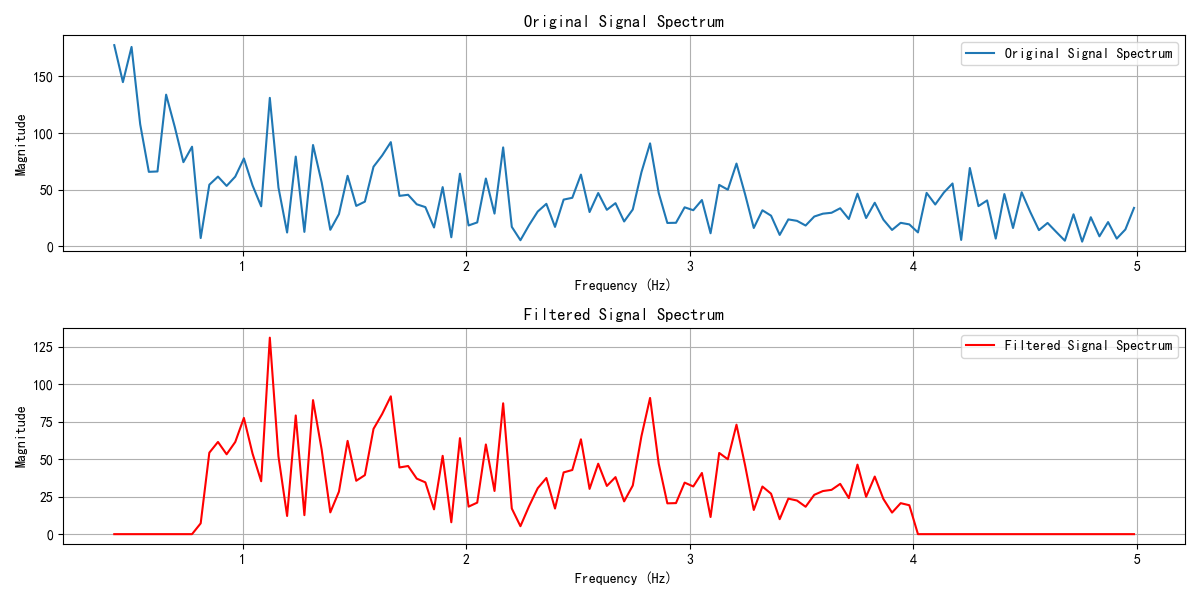 Original Signal Spectrum
Original Signal Spectrum
Magnitude
150
100
50
0
1 2 3 4 5
Frequency (Hz)
Filtered Signal Spectrum
Filtered Signal Spectrum
Magnitude
125
100
75
50
25
0
1 2 3 4 5
Frequency (Hz)